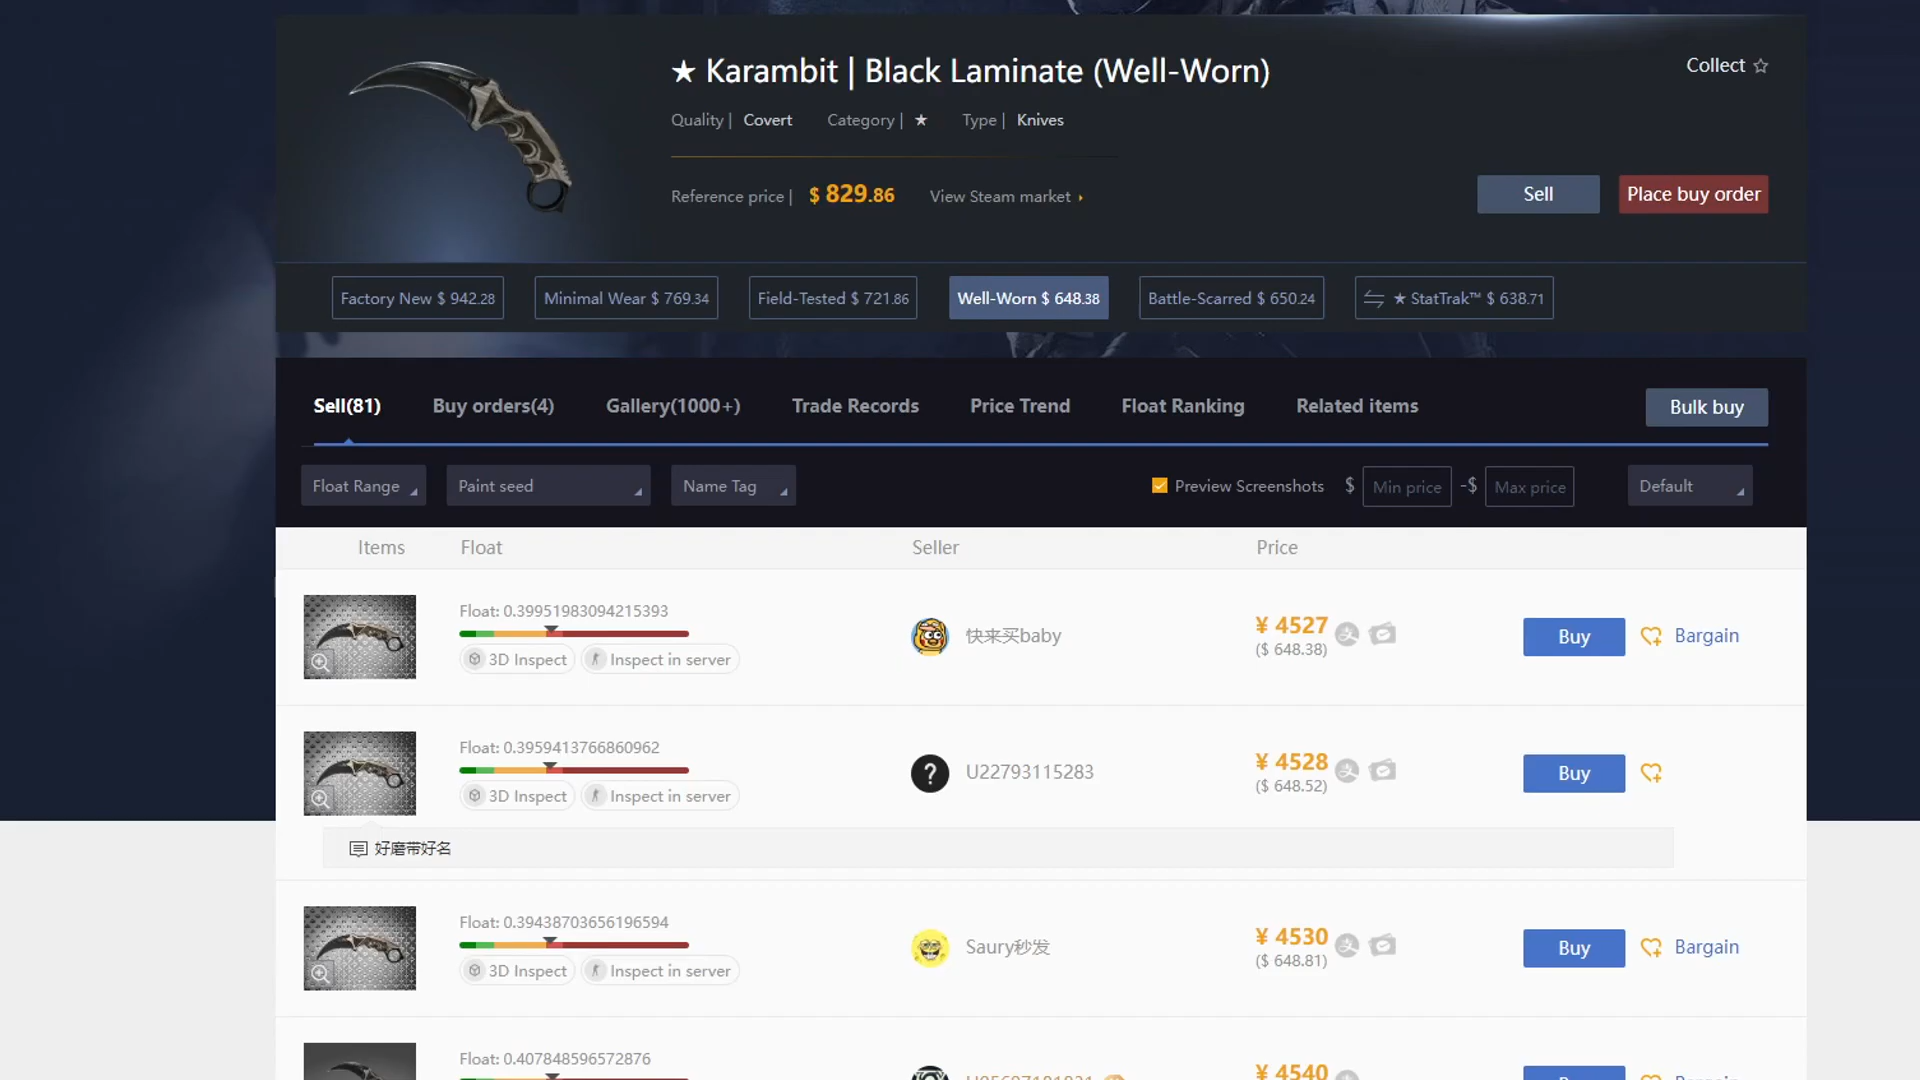 ★ Karambit | Black Laminate (Well-Worn)
Collect ☆
Quality | Covert Category | ★ Type | Knives
Reference price | $ 829.86 View Steam market
Sell
Place buy order
Factory New $ 942.28
Minimal Wear $ 769.34
Field-Tested $ 721.86
Well-Worn $ 648.38
Battle-Scarred $ 650.24
★ StatTrak™ $ 638.71
Sell(81) Buy orders(4) Gallery(1000+) Trade Records Price Trend Float Ranking Related items
Bulk buy
Float Range
Paint seed
Name Tag
Preview Screenshots $ Min price -$ Max price
Default
Items Float Seller Price
Float: 0.39951983094215393
3D Inspect Inspect in server
快来买baby
¥ 4527
($ 648.38)
Buy
Bargain
Float: 0.3959413766860962
3D Inspect Inspect in server
U22793115283
¥ 4528
($ 648.52)
Buy
好磨带好名
Float: 0.39438703656196594
3D Inspect Inspect in server
Saury秒发
¥ 4530
($ 648.81)
Buy
Bargain
Float: 0.407848596572876
¥ 4540